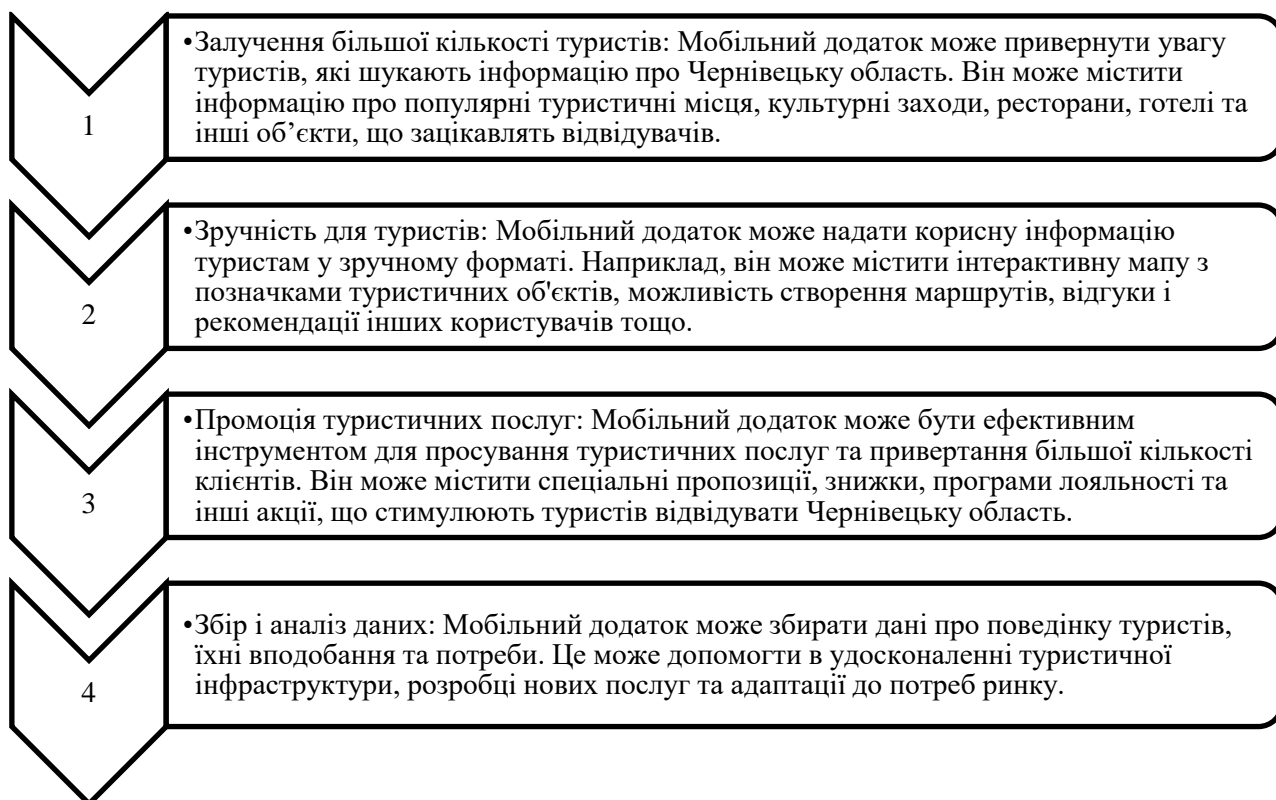 1
•Залучення більшої кількості туристів: Мобільний додаток може привернути увагу
туристів, які шукають інформацію про Чернівецьку область. Він може містити
інформацію про популярні туристичні місця, культурні заходи, ресторани, готелі та
інші об’єкти, що зацікавлять відвідувачів.
2
•Зручність для туристів: Мобільний додаток може надати корисну інформацію
туристам у зручному форматі. Наприклад, він може містити інтерактивну мапу з
позначками туристичних об'єктів, можливість створення маршрутів, відгуки і
рекомендації інших користувачів тощо.
3
•Промоція туристичних послуг: Мобільний додаток може бути ефективним
інструментом для просування туристичних послуг та привертання більшої кількості
клієнтів. Він може містити спеціальні пропозиції, знижки, програми лояльності та
інші акції, що стимулюють туристів відвідувати Чернівецьку область.
4
•Збір і аналіз даних: Мобільний додаток може збирати дані про поведінку туристів,
їхні вподобання та потреби. Це може допомогти в удосконаленні туристичної
інфраструктури, розробці нових послуг та адаптації до потреб ринку.